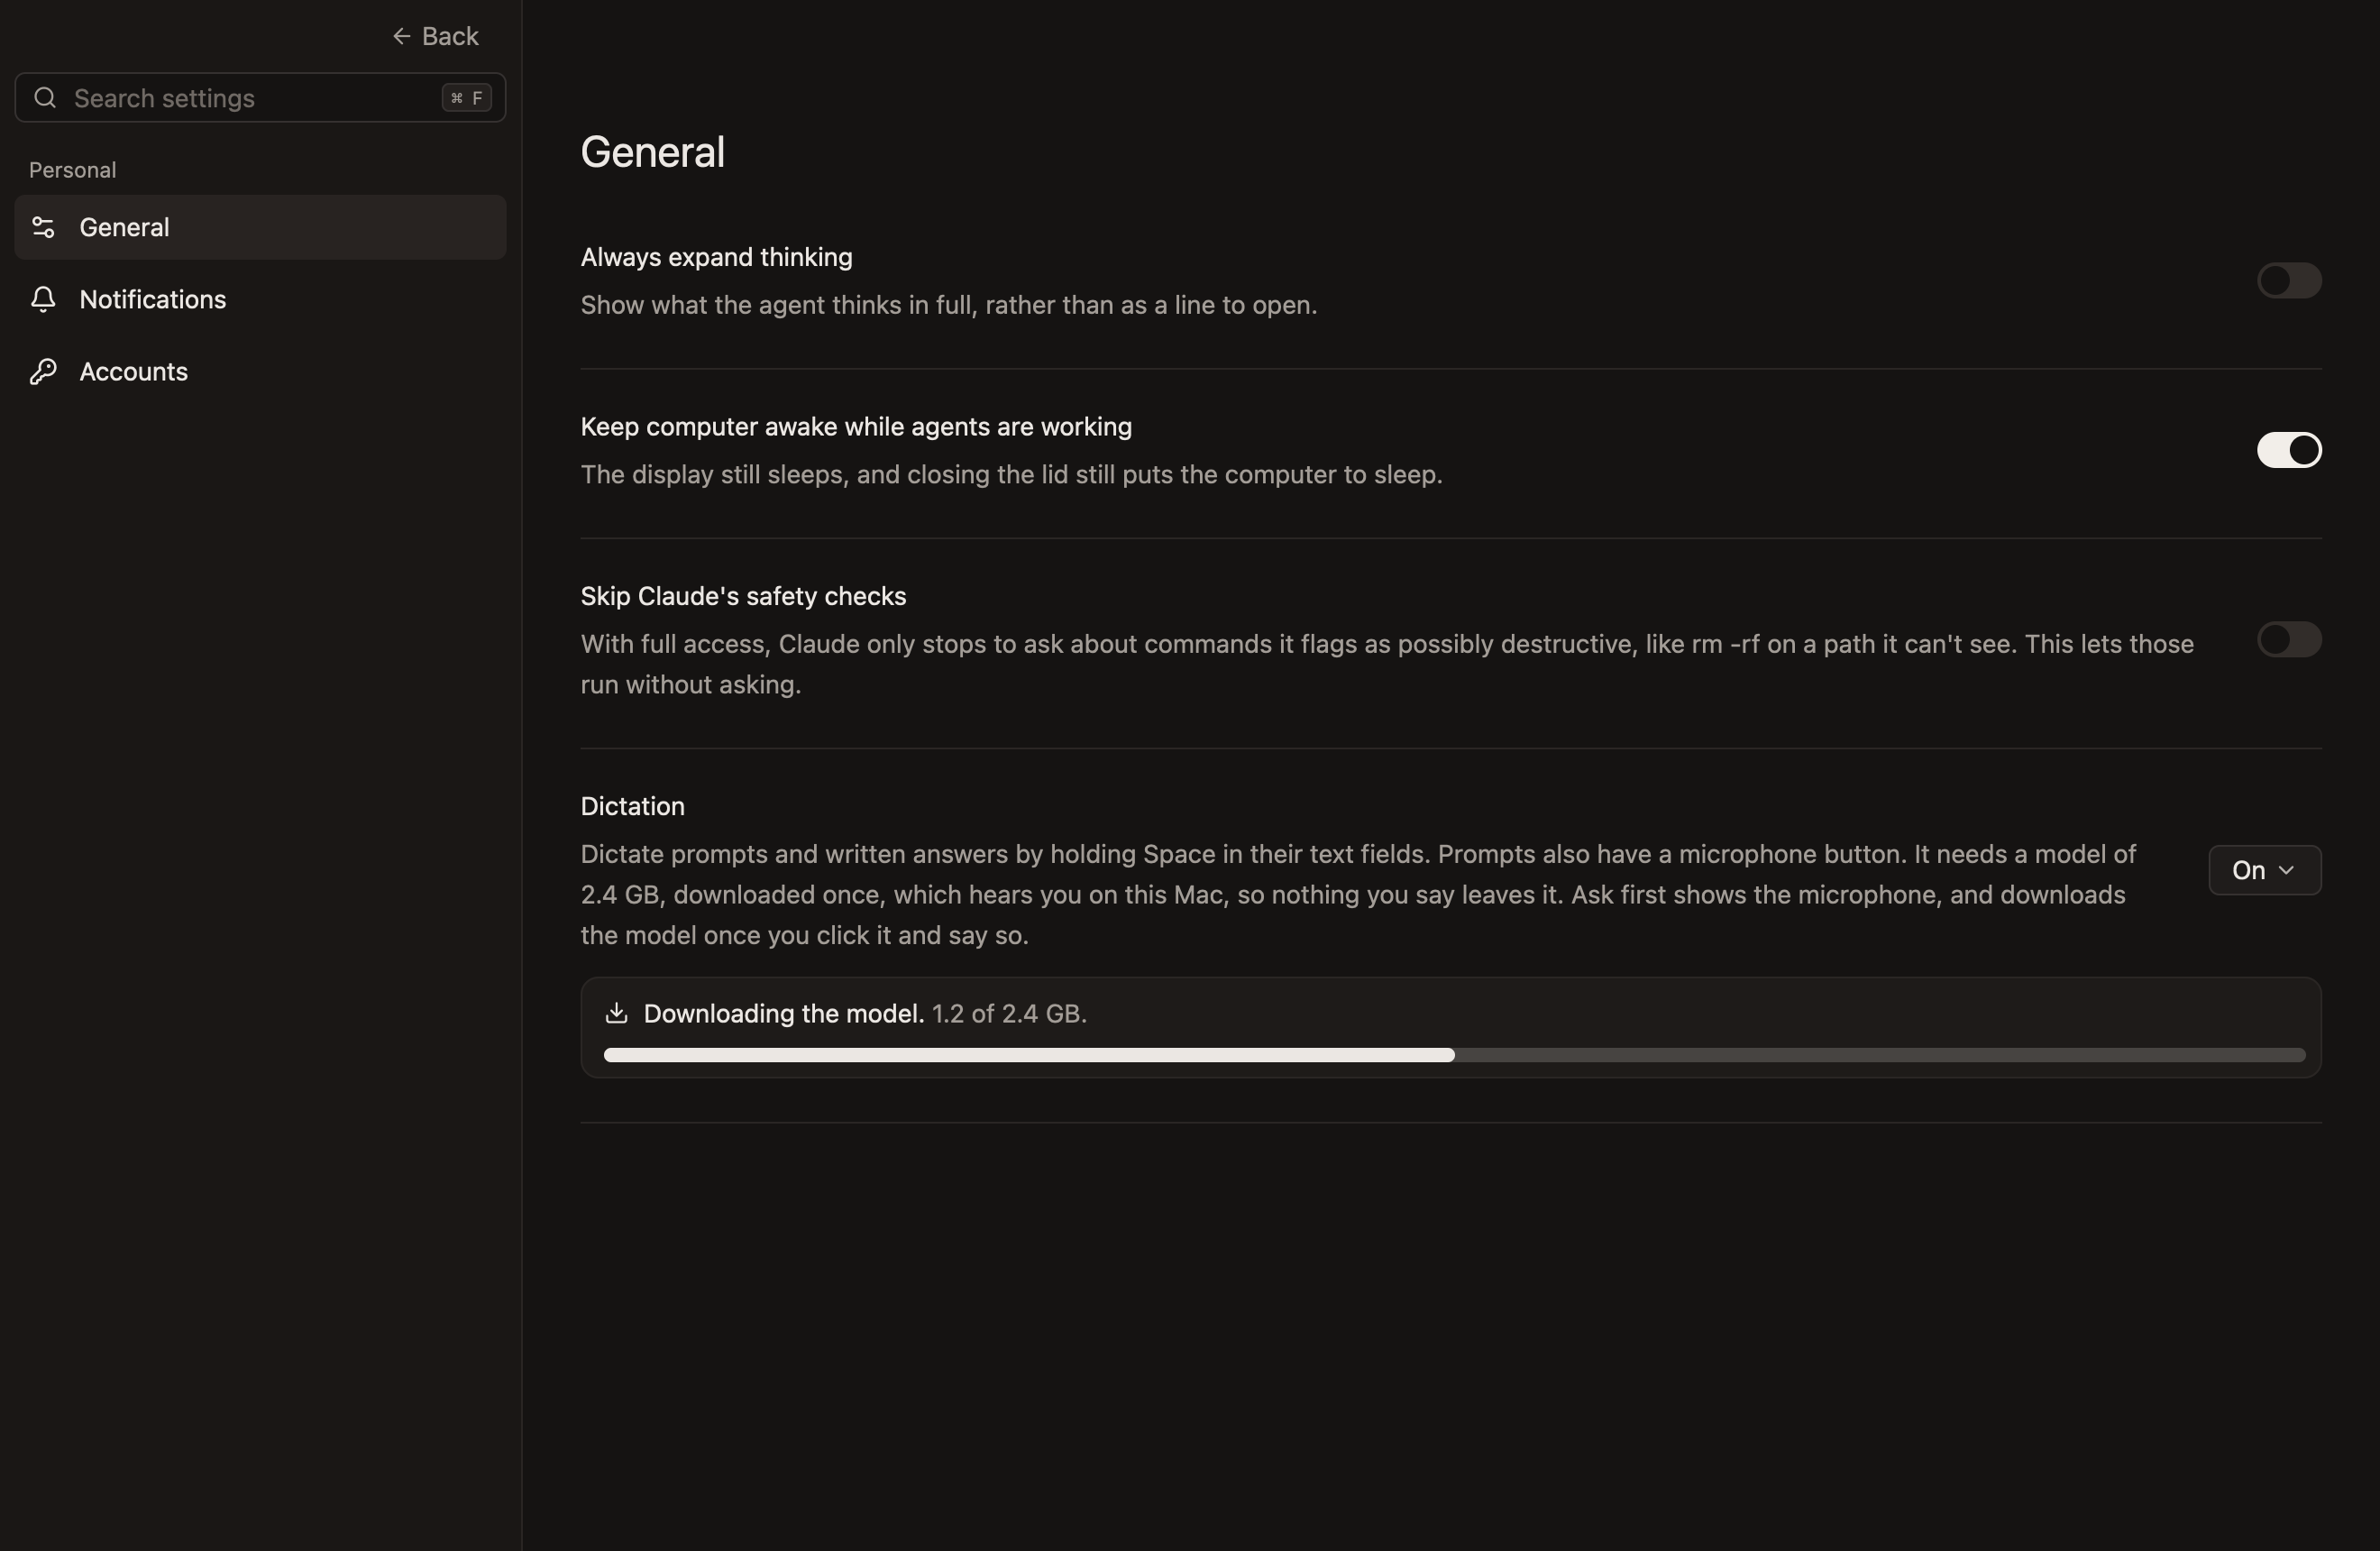 Back
Search settings
⌘ F
Personal
General
Notifications
Accounts
General
Always expand thinking
Show what the agent thinks in full, rather than as a line to open.
Keep computer awake while agents are working
The display still sleeps, and closing the lid still puts the computer to sleep.
Skip Claude's safety checks
With full access, Claude only stops to ask about commands it flags as possibly destructive, like rm -rf on a path it can't see. This lets those
run without asking.
Dictation
Dictate prompts and written answers by holding Space in their text fields. Prompts also have a microphone button. It needs a model of
2.4 GB, downloaded once, which hears you on this Mac, so nothing you say leaves it. Ask first shows the microphone, and downloads
the model once you click it and say so.
On
Downloading the model. 1.2 of 2.4 GB.